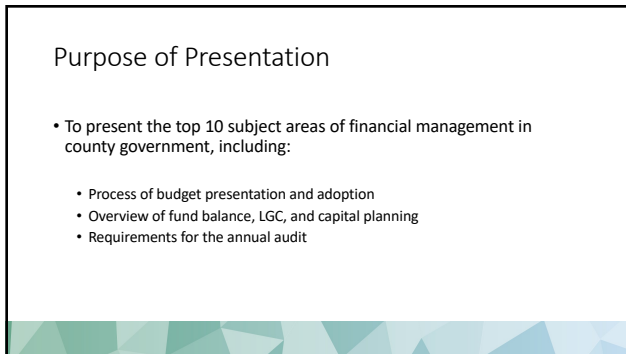 Purpose of Presentation
• To present the top 10 subject areas of financial management in
county government, including:
• Process of budget presentation and adoption
• Overview of fund balance, LGC, and capital planning
• Requirements for the annual audit